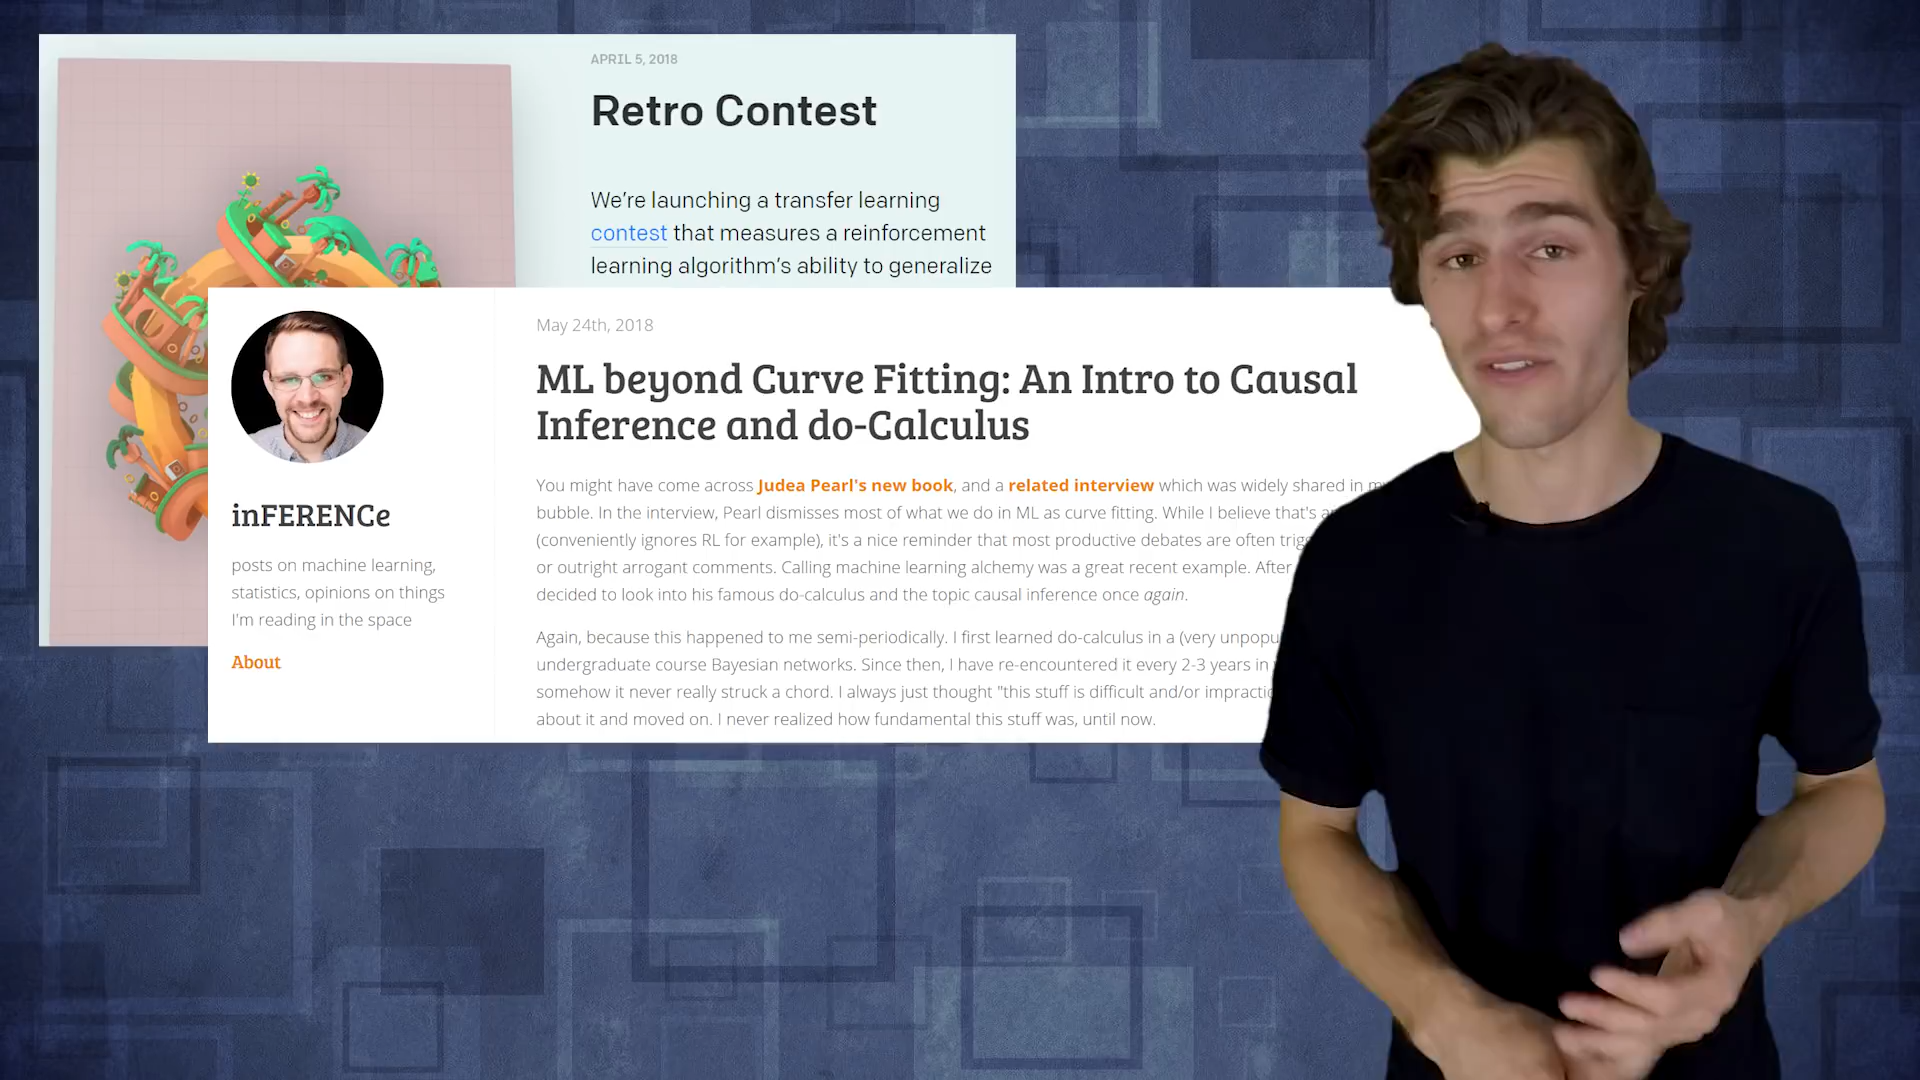 APRIL 5, 2018
Retro Contest
We're launching a transfer learning
contest that measures a reinforcement
learning algorithm's ability to generalize
inFERENCe
posts on machine learning,
statistics, opinions on things
I'm reading in the space
About
May 24th, 2018
ML beyond Curve Fitting: An Intro to Causal
Inference and do-Calculus
You might have come across Judea Pearl's new book, and a related interview which was widely shared in
bubble. In the interview, Pearl dismisses most of what we do in ML as curve fitting. While I believe that's
(conveniently ignores RL for example), it's a nice reminder that most productive debates are often
or outright arrogant comments. Calling machine learning alchemy was a great recent example. After
decided to look into his famous do-calculus and the topic causal inference once again.
Again, because this happened to me semi-periodically. I first learned do-calculus in a (very
undergraduate course Bayesian networks. Since then, I have re-encountered it every 2-3 years in
somehow it never really struck a chord. I always just thought "this stuff is difficult and/or
about it and moved on. I never realized how fundamental this stuff was, until now.